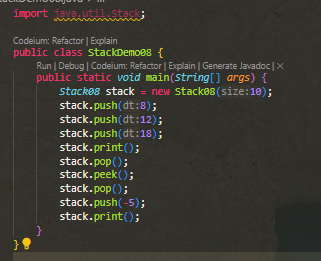 import java.util.Stack;
Codeium: Refactor | Explain
public class StackDemo08 {
Run | Debug | Codeium: Refactor | Explain | Generate Javadoc | ×
public static void main(String[] args) {
Stack08 stack = new Stack08(size:10);
stack.push(dt:8);
stack.push(dt:12);
stack.push(dt:18);
stack.print();
stack.pop();
stack.peek();
stack.pop();
stack.push(-5);
stack.print();
}
}